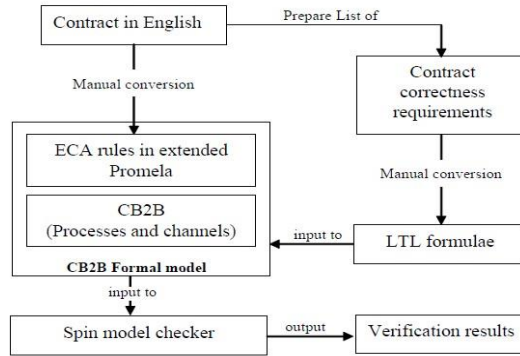 Contract in English
Prepare List of
Contract
correctness
requirements
Manual conversion
Manual conversion
ECA rules in extended
Promela
CB2B
(Processes and channels)
CB2B Formal model
input to
LTL formulae
input to
Spin model checker
output
Verification results